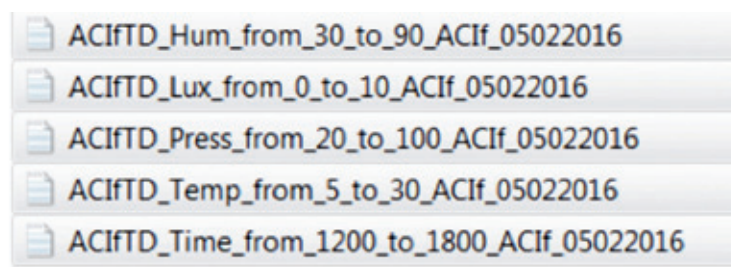 ACIfTD_Hum_from_30_to_90_ACIf_05022016
ACIfTD_Lux_from_0_to_10_ACIf_05022016
ACIfTD_Press_from_20_to_100_ACIf_05022016
ACIfTD_Temp_from_5_to_30_ACIf_05022016
ACIfTD_Time_from_1200_to_1800_ACIf_05022016